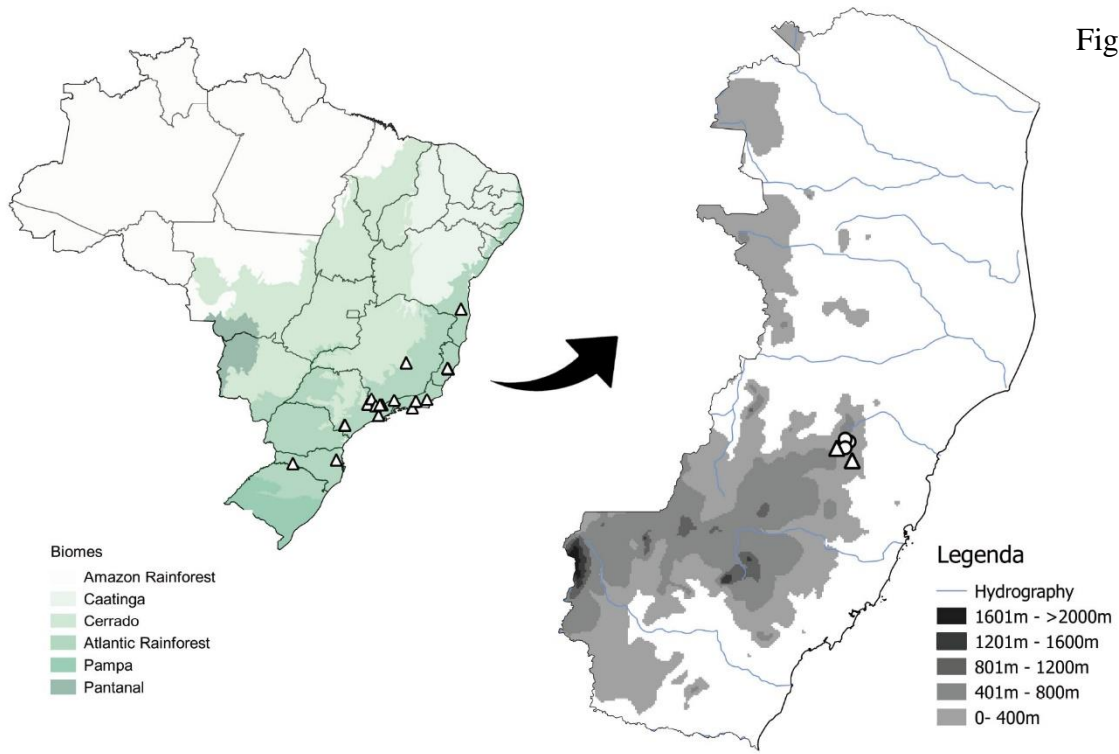 Fig
Biomes
Amazon Rainforest
Caatinga
Cerrado
Atlantic Rainforest
Pampa
Pantanal
Legenda
Hydrography
1601m - >2000m
1201m - 1600m
801m - 1200m
401m - 800m
0- 400m